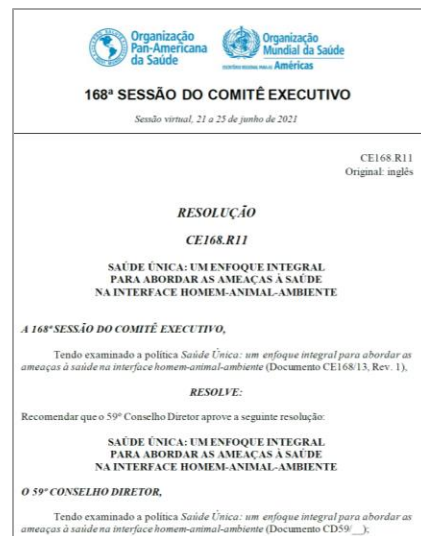 Organização
Pan-Americana
da Saúde
Organização
Mundial da Saúde
Américas
168ª SESSÃO DO COMITÊ EXECUTIVO
Sessão virtual, 21 a 25 de junho de 2021
CE168.R11
Original: inglês
RESOLUÇÃO
CE168.R11
SAÚDE ÚNICA: UM ENFOQUE INTEGRAL
PARA ABORDAR AS AMEAÇAS À SAÚDE
NA INTERFACE HOMEM-ANIMAL-AMBIENTE
A 168ª SESSÃO DO COMITÊ EXECUTIVO,
Tendo examinado a política Saúde Única: um enfoque integral para abordar as
ameaças à saúde na interface homem-animal-ambiente (Documento CE168/13, Rev. 1),
RESOLVE:
Recomendar que o 59º Conselho Diretor aprove a seguinte resolução:
SAÚDE ÚNICA: UM ENFOQUE INTEGRAL
PARA ABORDAR AS AMEAÇAS À SAÚDE
NA INTERFACE HOMEM-ANIMAL-AMBIENTE
O 59º CONSELHO DIRETOR,
Tendo examinado a política Saúde Única: um enfoque integral para abordar as
ameaças à saúde na interface homem-animal-ambiente (Documento CD59/__);